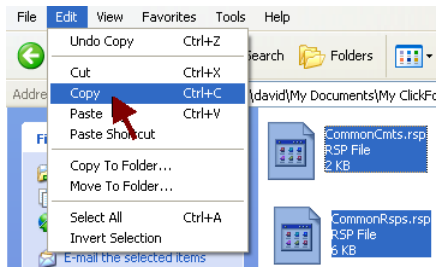 File Edit View Favorites Tools Help
Undo Copy Ctrl+Z
Search Folders
Cut Ctrl+X
Copy Ctrl+C
\david\My Documents\My ClickFo
Paste Ctrl+V
Paste Shortcut
CommonCmts.rsp
RSP File
2 KB
Copy To Folder...
Move To Folder...
Select All Ctrl+A
Invert Selection
CommonRsps.rsp
RSP File
6 KB
E-mail the selected items